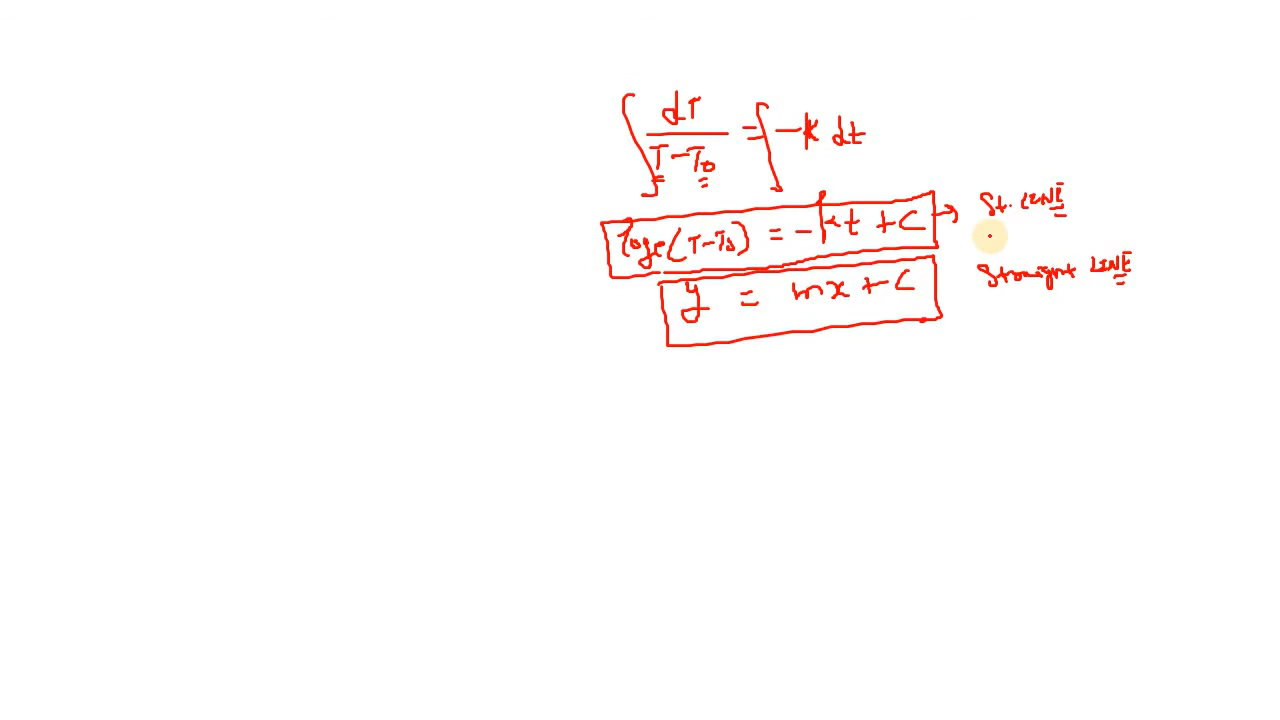 ∫ dT / T-T₀ = ∫ -K dt
logₑ(T-T₀) = -Kt + C → St. LINE
y = mx + C
Straight LINE